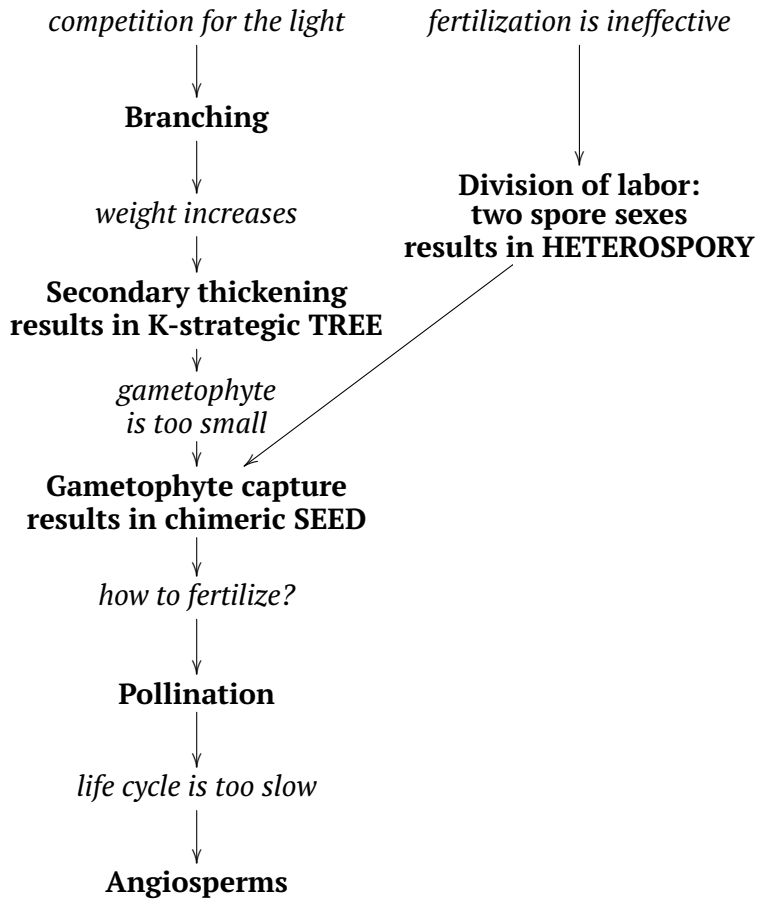 competition for the light
fertilization is ineffective
Branching
weight increases
Division of labor:
two spore sexes
results in HETEROSPORY
Secondary thickening
results in K-strategic TREE
gametophyte
is too small
Gametophyte capture
results in chimeric SEED
how to fertilize?
Pollination
life cycle is too slow
Angiosperms